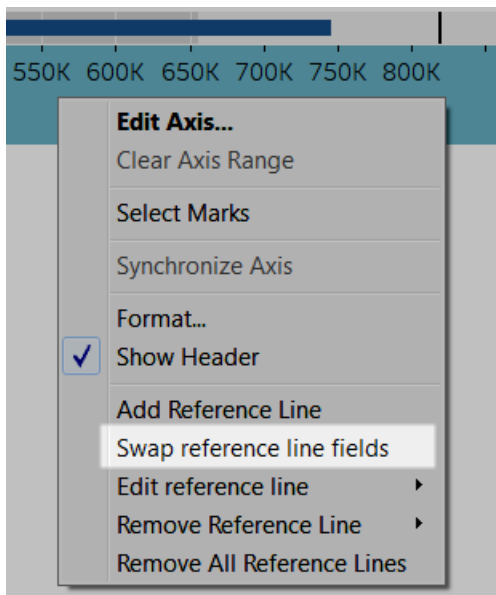 550K 600K 650K 700K 750K 800K
Edit Axis...
Clear Axis Range
Select Marks
Synchronize Axis
Format...
Show Header
Add Reference Line
Swap reference line fields
Edit reference line
Remove Reference Line
Remove All Reference Lines